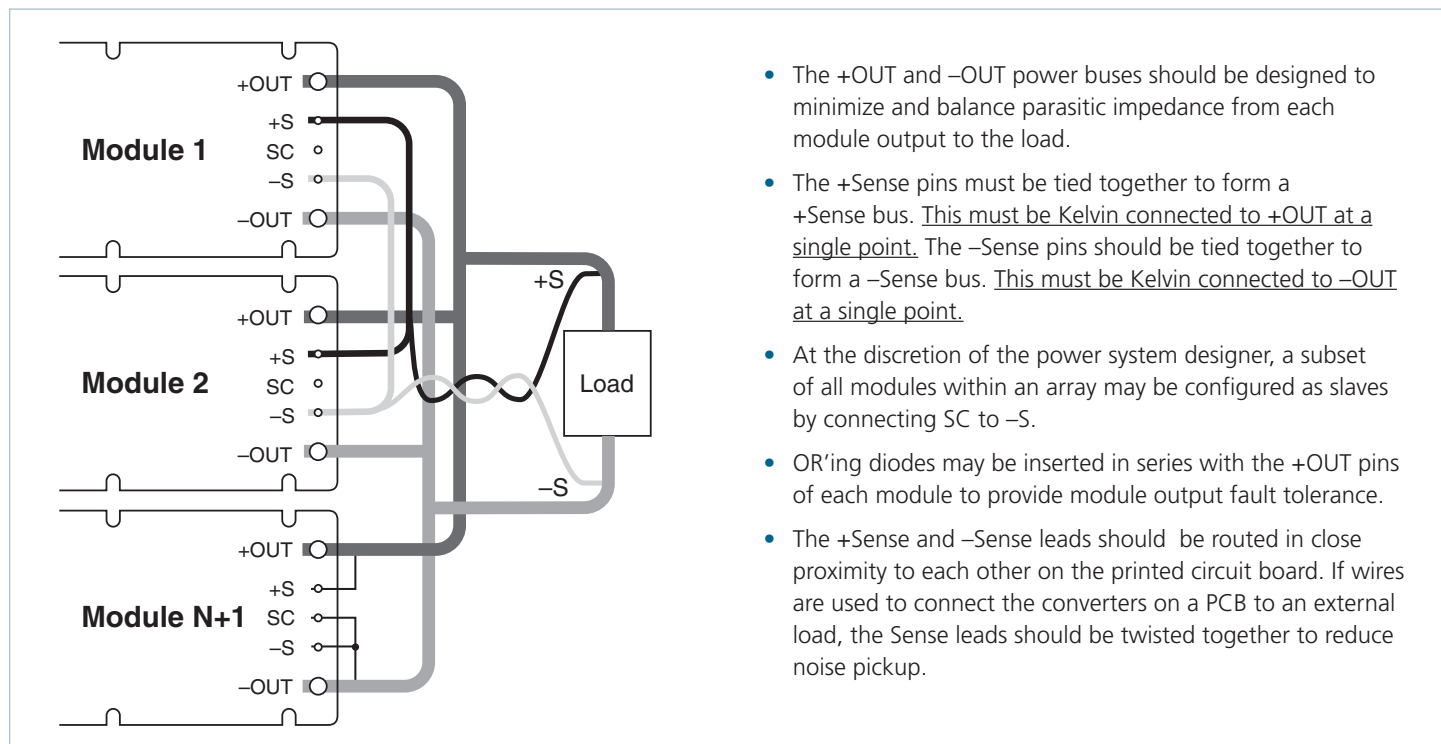 +OUT
+S
Module 1
SC
–S
–OUT
+OUT
+S
Module 2
SC
–S
–OUT
+OUT
+S
Module N+1
SC
–S
–OUT
+S
Load
–S
• The +OUT and –OUT power buses should be designed to
minimize and balance parasitic impedance from each
module output to the load.
• The +Sense pins must be tied together to form a
+Sense bus. This must be Kelvin connected to +OUT at a
single point. The –Sense pins should be tied together to
form a –Sense bus. This must be Kelvin connected to –OUT
at a single point.
• At the discretion of the power system designer, a subset
of all modules within an array may be configured as slaves
by connecting SC to –S.
• OR'ing diodes may be inserted in series with the +OUT pins
of each module to provide module output fault tolerance.
• The +Sense and –Sense leads should be routed in close
proximity to each other on the printed circuit board. If wires
are used to connect the converters on a PCB to an external
load, the Sense leads should be twisted together to reduce
noise pickup.